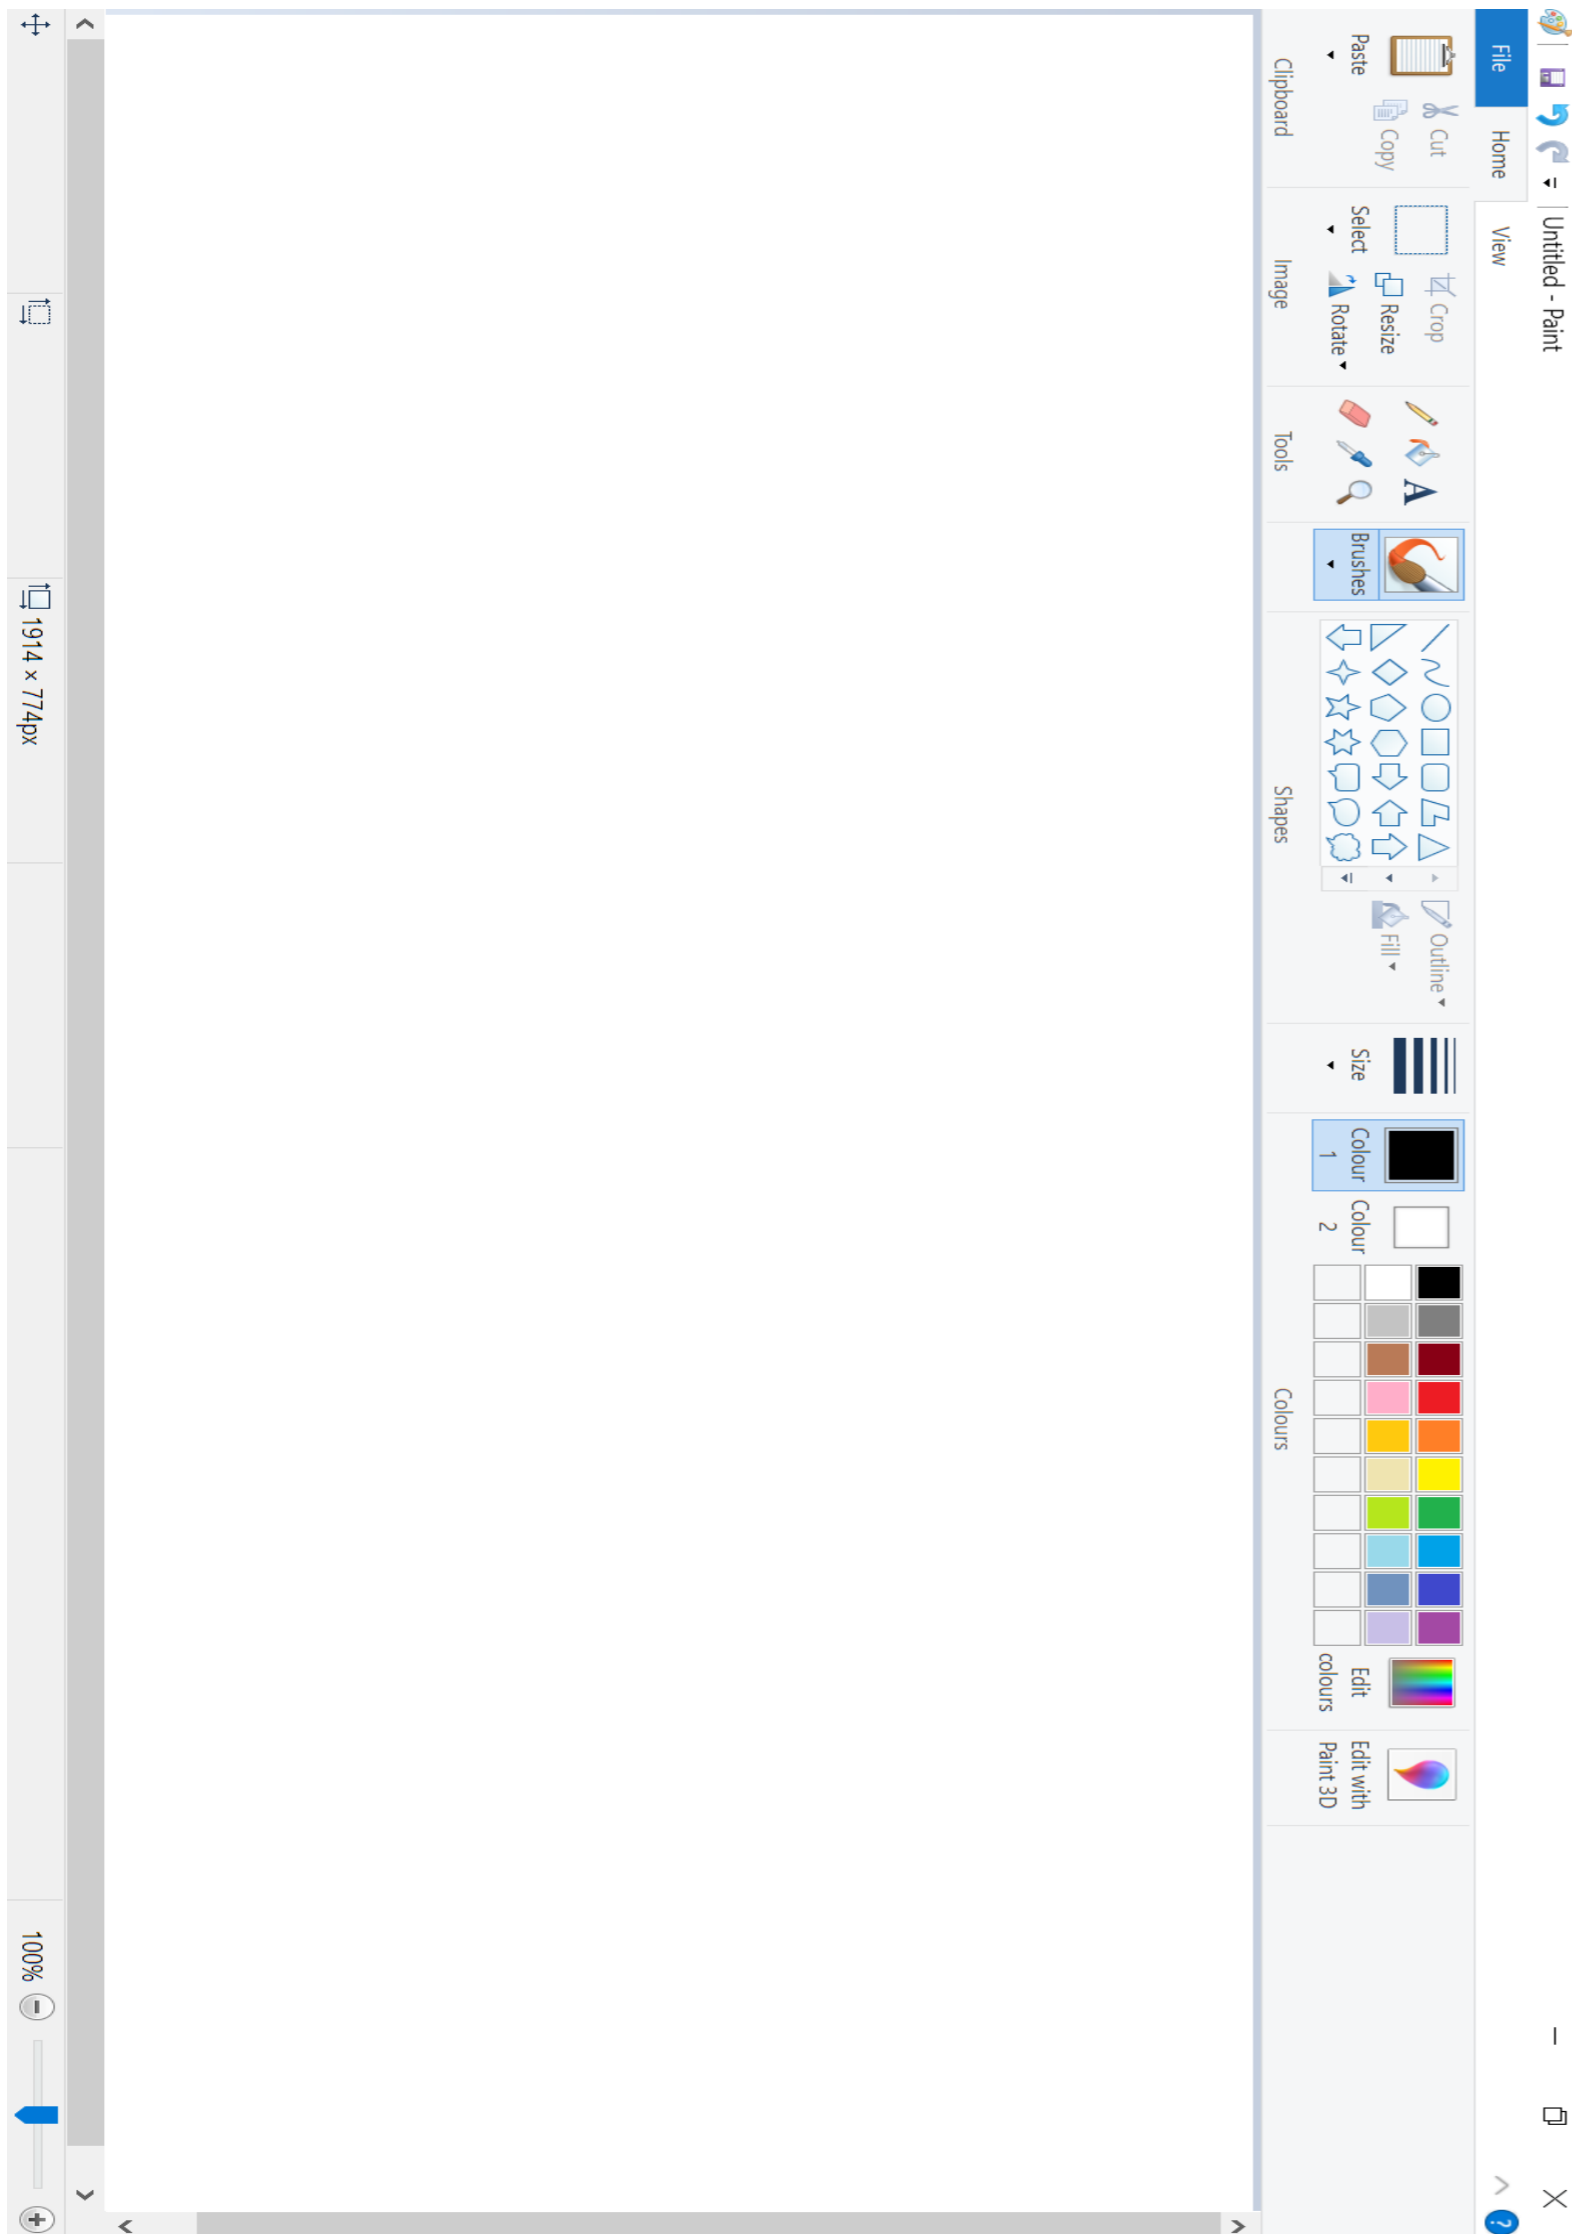 Untitled - Paint
File Home View
Paste
Cut
Copy
Clipboard
Select
Crop
Resize
Rotate
Image
A
Tools
Brushes
Outline
Fill
Shapes
Size
Colour
1
Colour
2
Edit
colours
Colours
Edit with
Paint 3D
1914 × 774px
100%